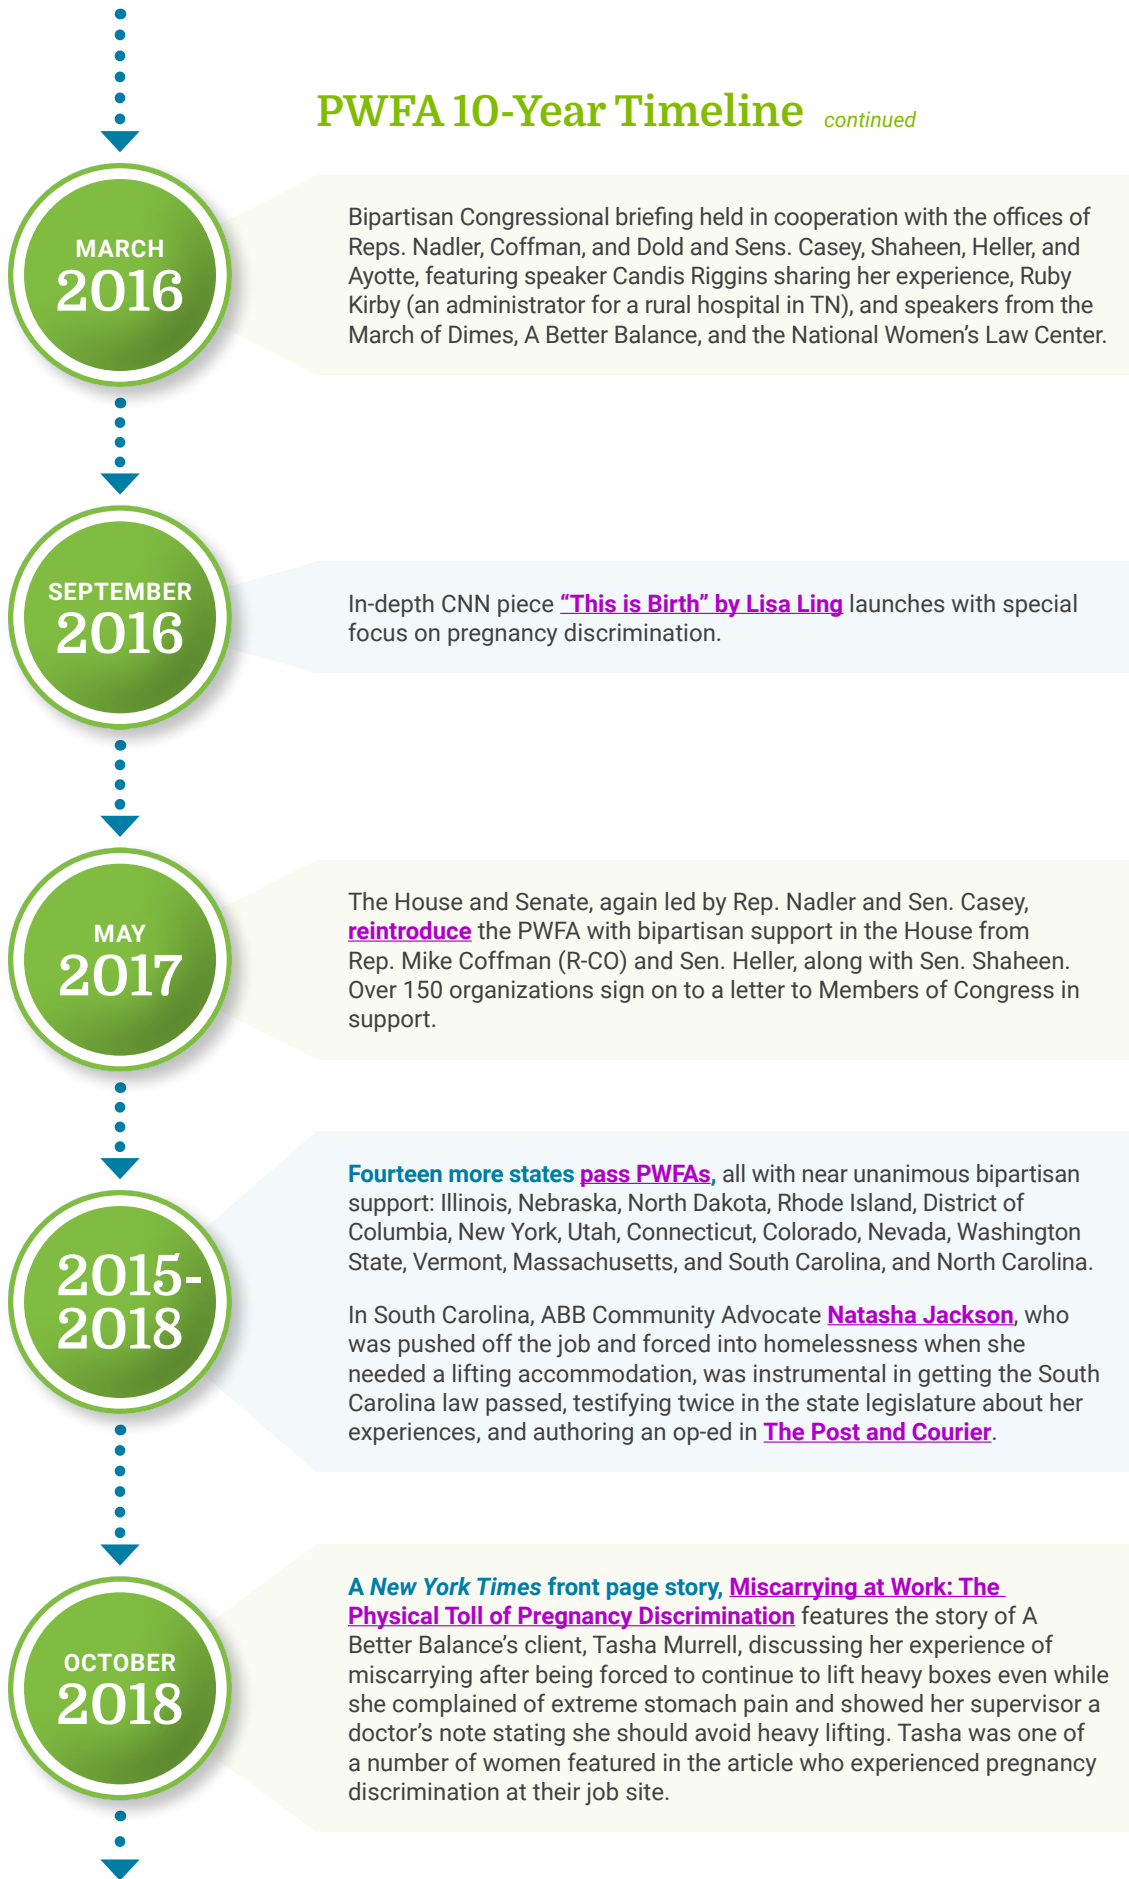 PWFA 10-Year Timeline continued
MARCH
2016
Bipartisan Congressional briefing held in cooperation with the offices of
Reps. Nadler, Coffman, and Dold and Sens. Casey, Shaheen, Heller, and
Ayotte, featuring speaker Candis Riggins sharing her experience, Ruby
Kirby (an administrator for a rural hospital in TN), and speakers from the
March of Dimes, A Better Balance, and the National Women’s Law Center.
SEPTEMBER
2016
In-depth CNN piece “This is Birth” by Lisa Ling launches with special
focus on pregnancy discrimination.
MAY
2017
The House and Senate, again led by Rep. Nadler and Sen. Casey,
reintroduce the PWFA with bipartisan support in the House from
Rep. Mike Coffman (R-CO) and Sen. Heller, along with Sen. Shaheen.
Over 150 organizations sign on to a letter to Members of Congress in
support.
2015-
2018
Fourteen more states pass PWFAs, all with near unanimous bipartisan
support: Illinois, Nebraska, North Dakota, Rhode Island, District of
Columbia, New York, Utah, Connecticut, Colorado, Nevada, Washington
State, Vermont, Massachusetts, and South Carolina, and North Carolina.
In South Carolina, ABB Community Advocate Natasha Jackson, who
was pushed off the job and forced into homelessness when she
needed a lifting accommodation, was instrumental in getting the South
Carolina law passed, testifying twice in the state legislature about her
experiences, and authoring an op-ed in The Post and Courier.
OCTOBER
2018
A New York Times front page story, Miscarrying at Work: The
Physical Toll of Pregnancy Discrimination features the story of A
Better Balance’s client, Tasha Murrell, discussing her experience of
miscarrying after being forced to continue to lift heavy boxes even while
she complained of extreme stomach pain and showed her supervisor a
doctor’s note stating she should avoid heavy lifting. Tasha was one of
a number of women featured in the article who experienced pregnancy
discrimination at their job site.